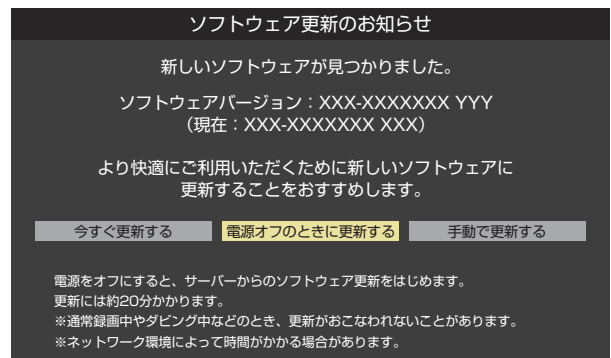 ソフトウェア更新のお知らせ
新しいソフトウェアが見つかりました。
ソフトウェアバージョン：XXX-XXXXXXX YYY
（現在：XXX-XXXXXXX XXX）
より快適にご利用いただくために新しいソフトウェアに
更新することをおすすめします。
今すぐ更新する 電源オフのときに更新する 手動で更新する
電源をオフにすると、サーバーからのソフトウェア更新をはじめます。
更新には約20分かかります。
※通常録画中やダビング中などのとき、更新がおこなわれないことがあります。
※ネットワーク環境によって時間がかかる場合があります。